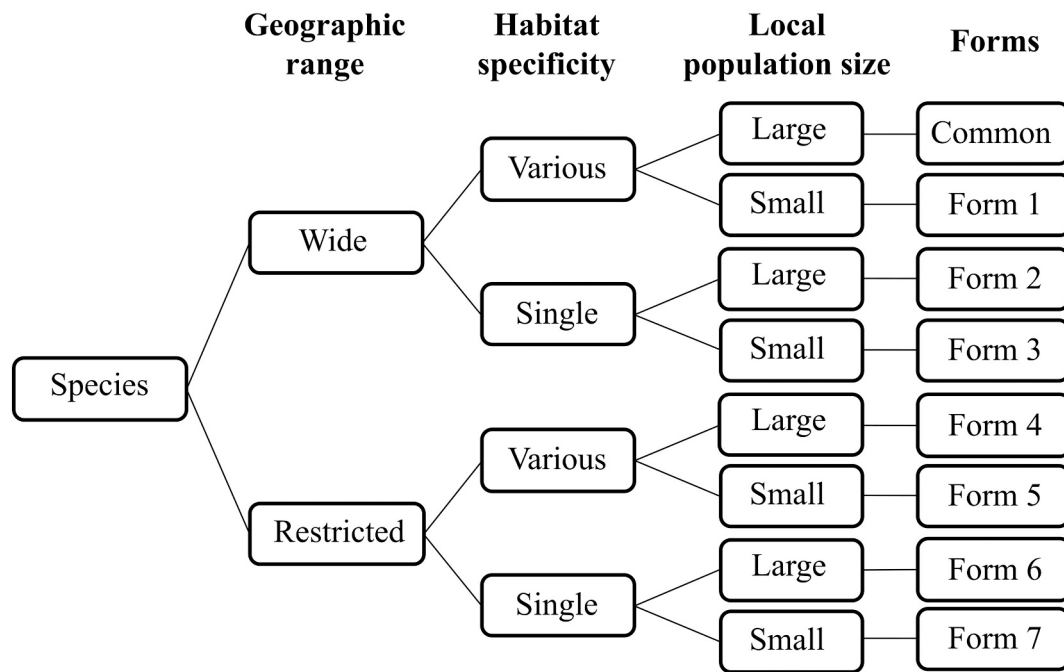 Geographic
range
Habitat
specificity
Local
population size
Forms
Species
Wide
Restricted
Various
Single
Various
Single
Large
Small
Large
Small
Large
Small
Large
Small
Common
Form 1
Form 2
Form 3
Form 4
Form 5
Form 6
Form 7